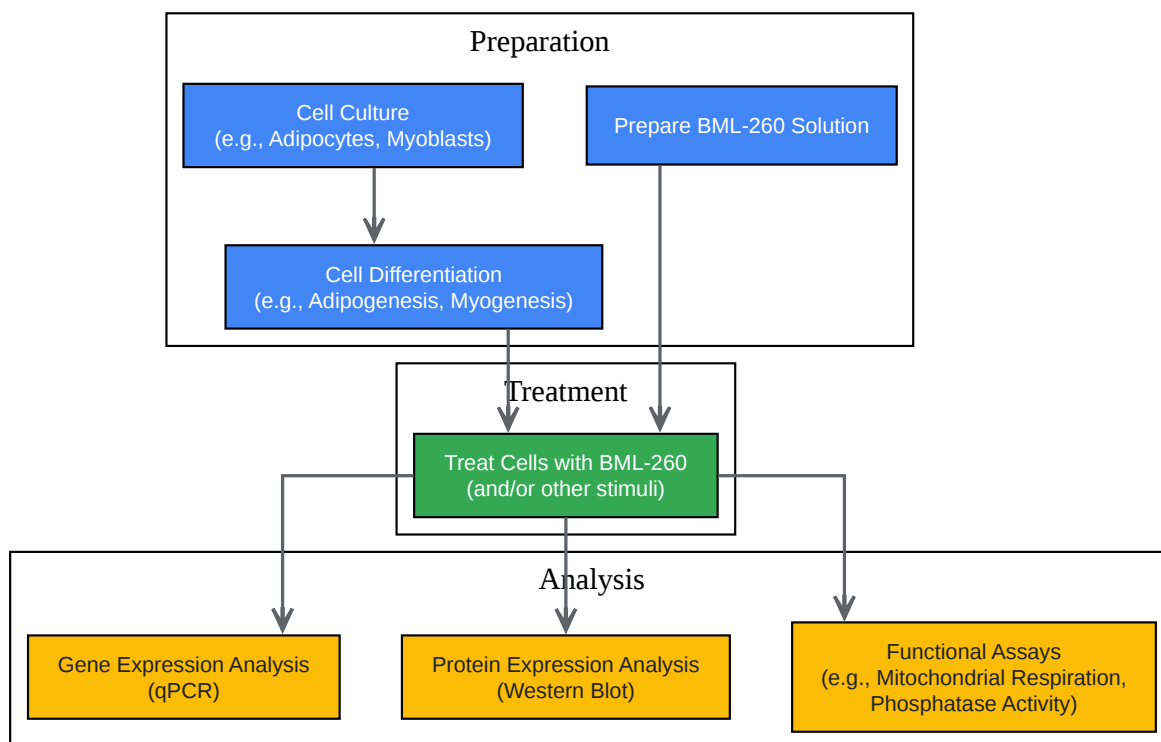 Preparation
Cell Culture
(e.g., Adipocytes, Myoblasts)
Prepare BML-260 Solution
Cell Differentiation
(e.g., Adipogenesis, Myogenesis)
Treatment
Treat Cells with BML-260
(and/or other stimuli)
Analysis
Gene Expression Analysis
(qPCR)
Protein Expression Analysis
(Western Blot)
Functional Assays
(e.g., Mitochondrial Respiration,
Phosphatase Activity)